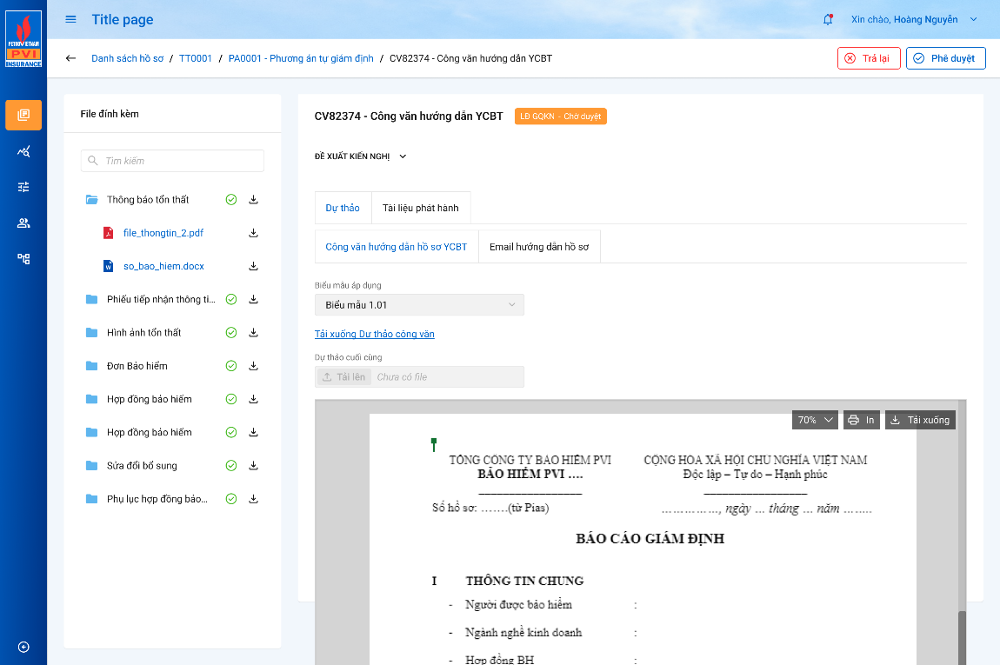 PETROVIETNAM
PVI
INSURANCE
Title page
Xin chào, Hoàng Nguyễn
Danh sách hồ sơ / TT0001 / PA0001 - Phương án tự giám định / CV82374 - Công văn hướng dẫn YCBT
Trả lại
Phê duyệt
File đính kèm
Tìm kiếm
Thông báo tổn thất
file_thongtin_2.pdf
so_bao_hiem.docx
Phiếu tiếp nhận thông ti...
Hình ảnh tổn thất
Đơn Bảo hiểm
Hợp đồng bảo hiểm
Hợp đồng bảo hiểm
Sửa đổi bổ sung
Phụ lục hợp đồng bảo...
CV82374 - Công văn hướng dẫn YCBT
LĐ GQKN - Chờ duyệt
ĐỀ XUẤT KIẾN NGHỊ
Dự thảo
Tài liệu phát hành
Công văn hướng dẫn hồ sơ YCBT
Email hướng dẫn hồ sơ
Biểu mẫu áp dụng
Biểu mẫu 1.01
Tải xuống Dự thảo công văn
Dự thảo cuối cùng
Tải lên
Chưa có file
70%
In
Tải xuống
TỔNG CÔNG TY BẢO HIỂM PVI
BẢO HIỂM PVI ....
CỘNG HÒA XÃ HỘI CHỦ NGHĨA VIỆT NAM
Độc lập – Tự do – Hạnh phúc
Số hồ sơ: .......(từ Pias)
..............., ngày ... tháng ... năm ........
BÁO CÁO GIÁM ĐỊNH
I THÔNG TIN CHUNG
- Người được bảo hiểm :
- Ngành nghề kinh doanh :
- Hợp đồng BH :